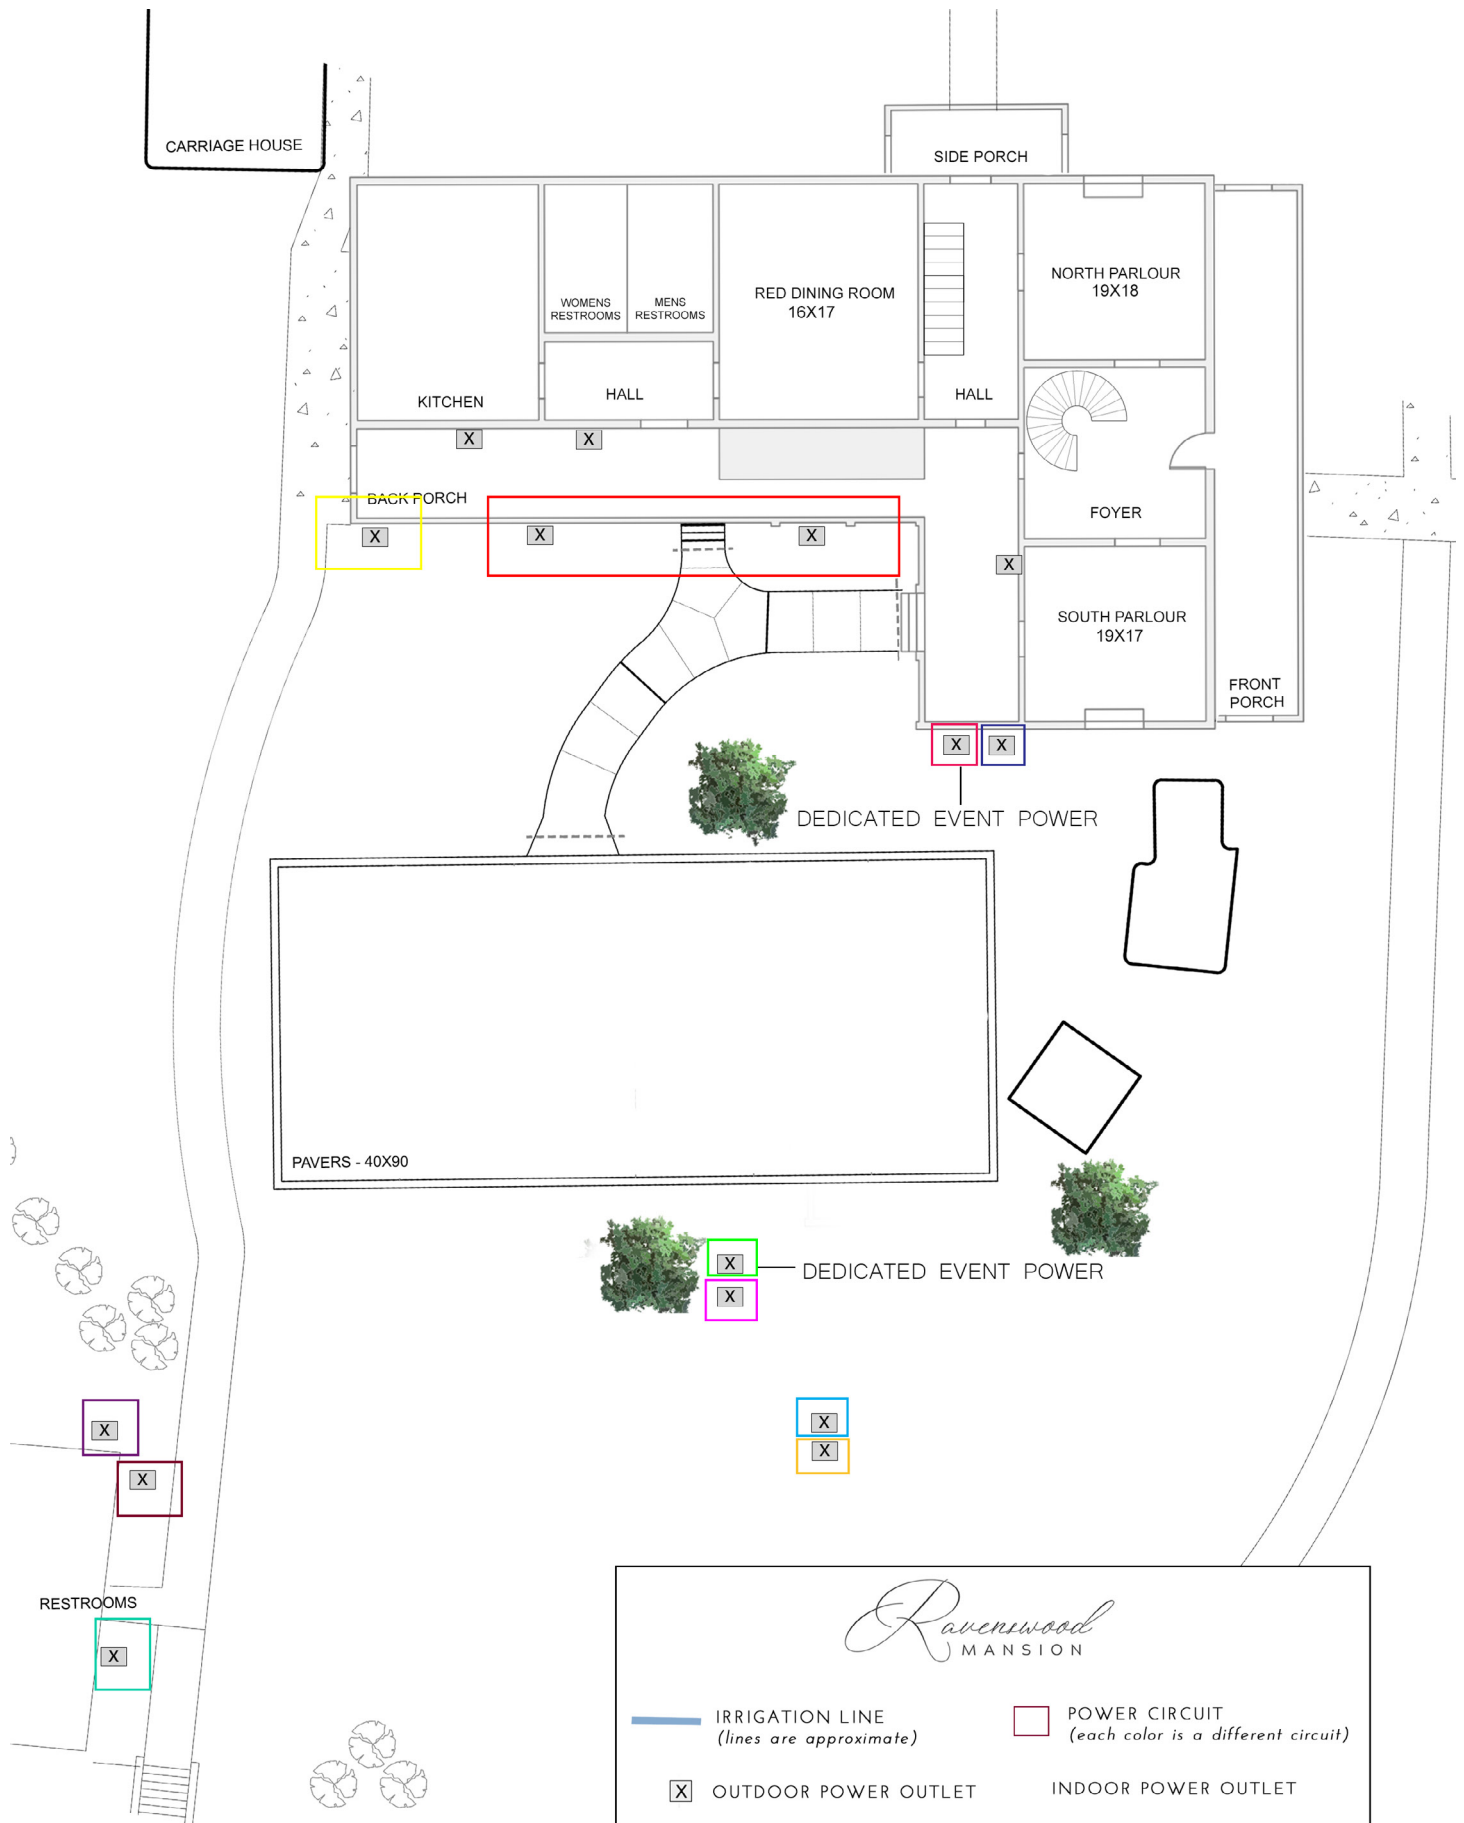 CARRIAGE HOUSE
SIDE PORCH
NORTH PARLOUR
19X18
RED DINING ROOM
16X17
WOMENS
RESTROOMS
MENS
RESTROOMS
KITCHEN
HALL
HALL
X
X
BACK PORCH
FOYER
X
X
X
X
SOUTH PARLOUR
19X17
FRONT
PORCH
X
X
DEDICATED EVENT POWER
PAVERS - 40X90
X
DEDICATED EVENT POWER
X
X
X
X
X
RESTROOMS
X
Ravenswood
MANSION
IRRIGATION LINE
(lines are approximate)
POWER CIRCUIT
(each color is a different circuit)
X OUTDOOR POWER OUTLET
INDOOR POWER OUTLET